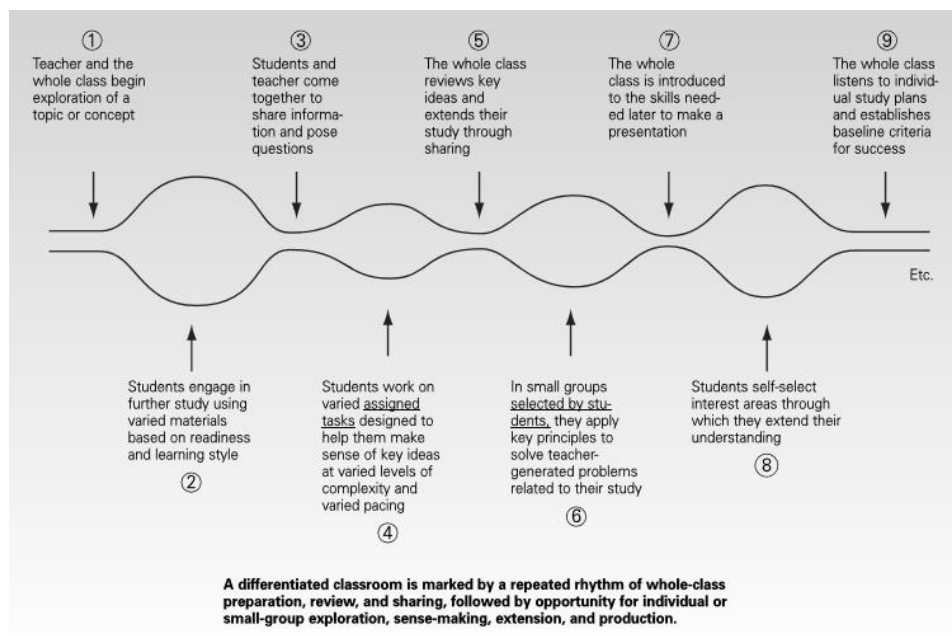 ①
Teacher and the
whole class begin
exploration of a
topic or concept
③
Students and
teacher come
together to
share informa-
tion and pose
questions
⑤
The whole class
reviews key
ideas and
extends their
study through
sharing
⑦
The whole
class is introduced
to the skills need-
ed later to make a
presentation
⑨
The whole class
listens to individ-
ual study plans
and establishes
baseline criteria
for success
Etc.
Students engage in
further study using
varied materials
based on readiness
and learning style
②
Students work on
varied assigned
tasks designed to
help them make
sense of key ideas
at varied levels of
complexity and
varied pacing
④
In small groups
selected by stu-
dents, they apply
key principles to
solve teacher-
generated problems
related to their study
⑥
Students self-select
interest areas through
which they extend their
understanding
⑧
A differentiated classroom is marked by a repeated rhythm of whole-class
preparation, review, and sharing, followed by opportunity for individual or
small-group exploration, sense-making, extension, and production.